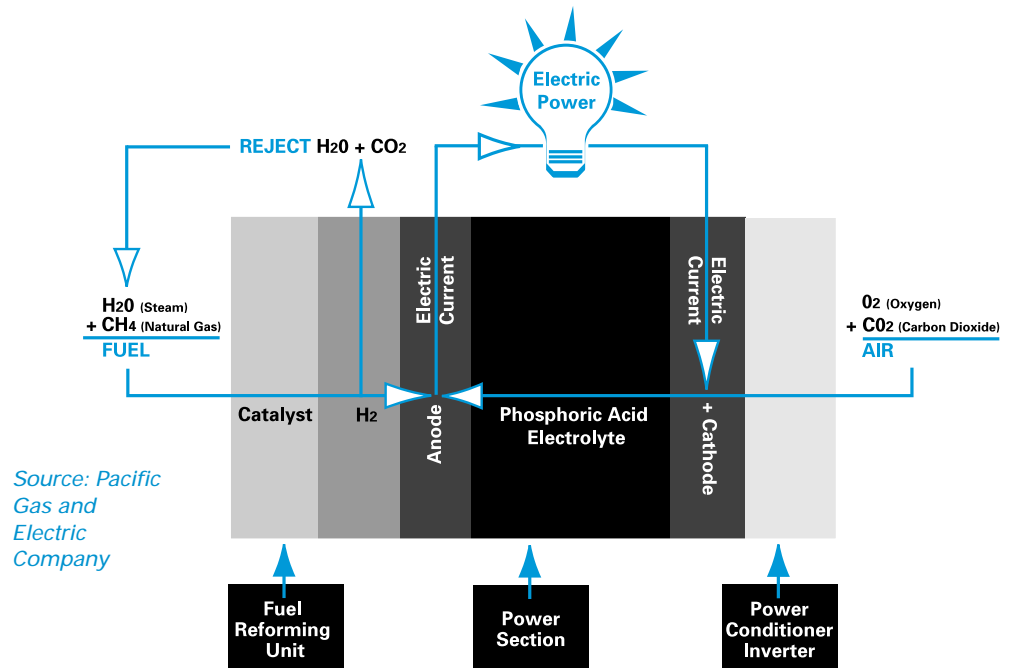 Electric
Power
REJECT H20 + CO2
Electric
Current
Electric
Current
H20 (Steam)
+ CH4 (Natural Gas)
FUEL
02 (Oxygen)
+ C02 (Carbon Dioxide)
AIR
Catalyst
H2
Anode
Phosphoric Acid
Electrolyte
+ Cathode
Source: Pacific
Gas and
Electric
Company
Fuel
Reforming
Unit
Power
Section
Power
Conditioner
Inverter